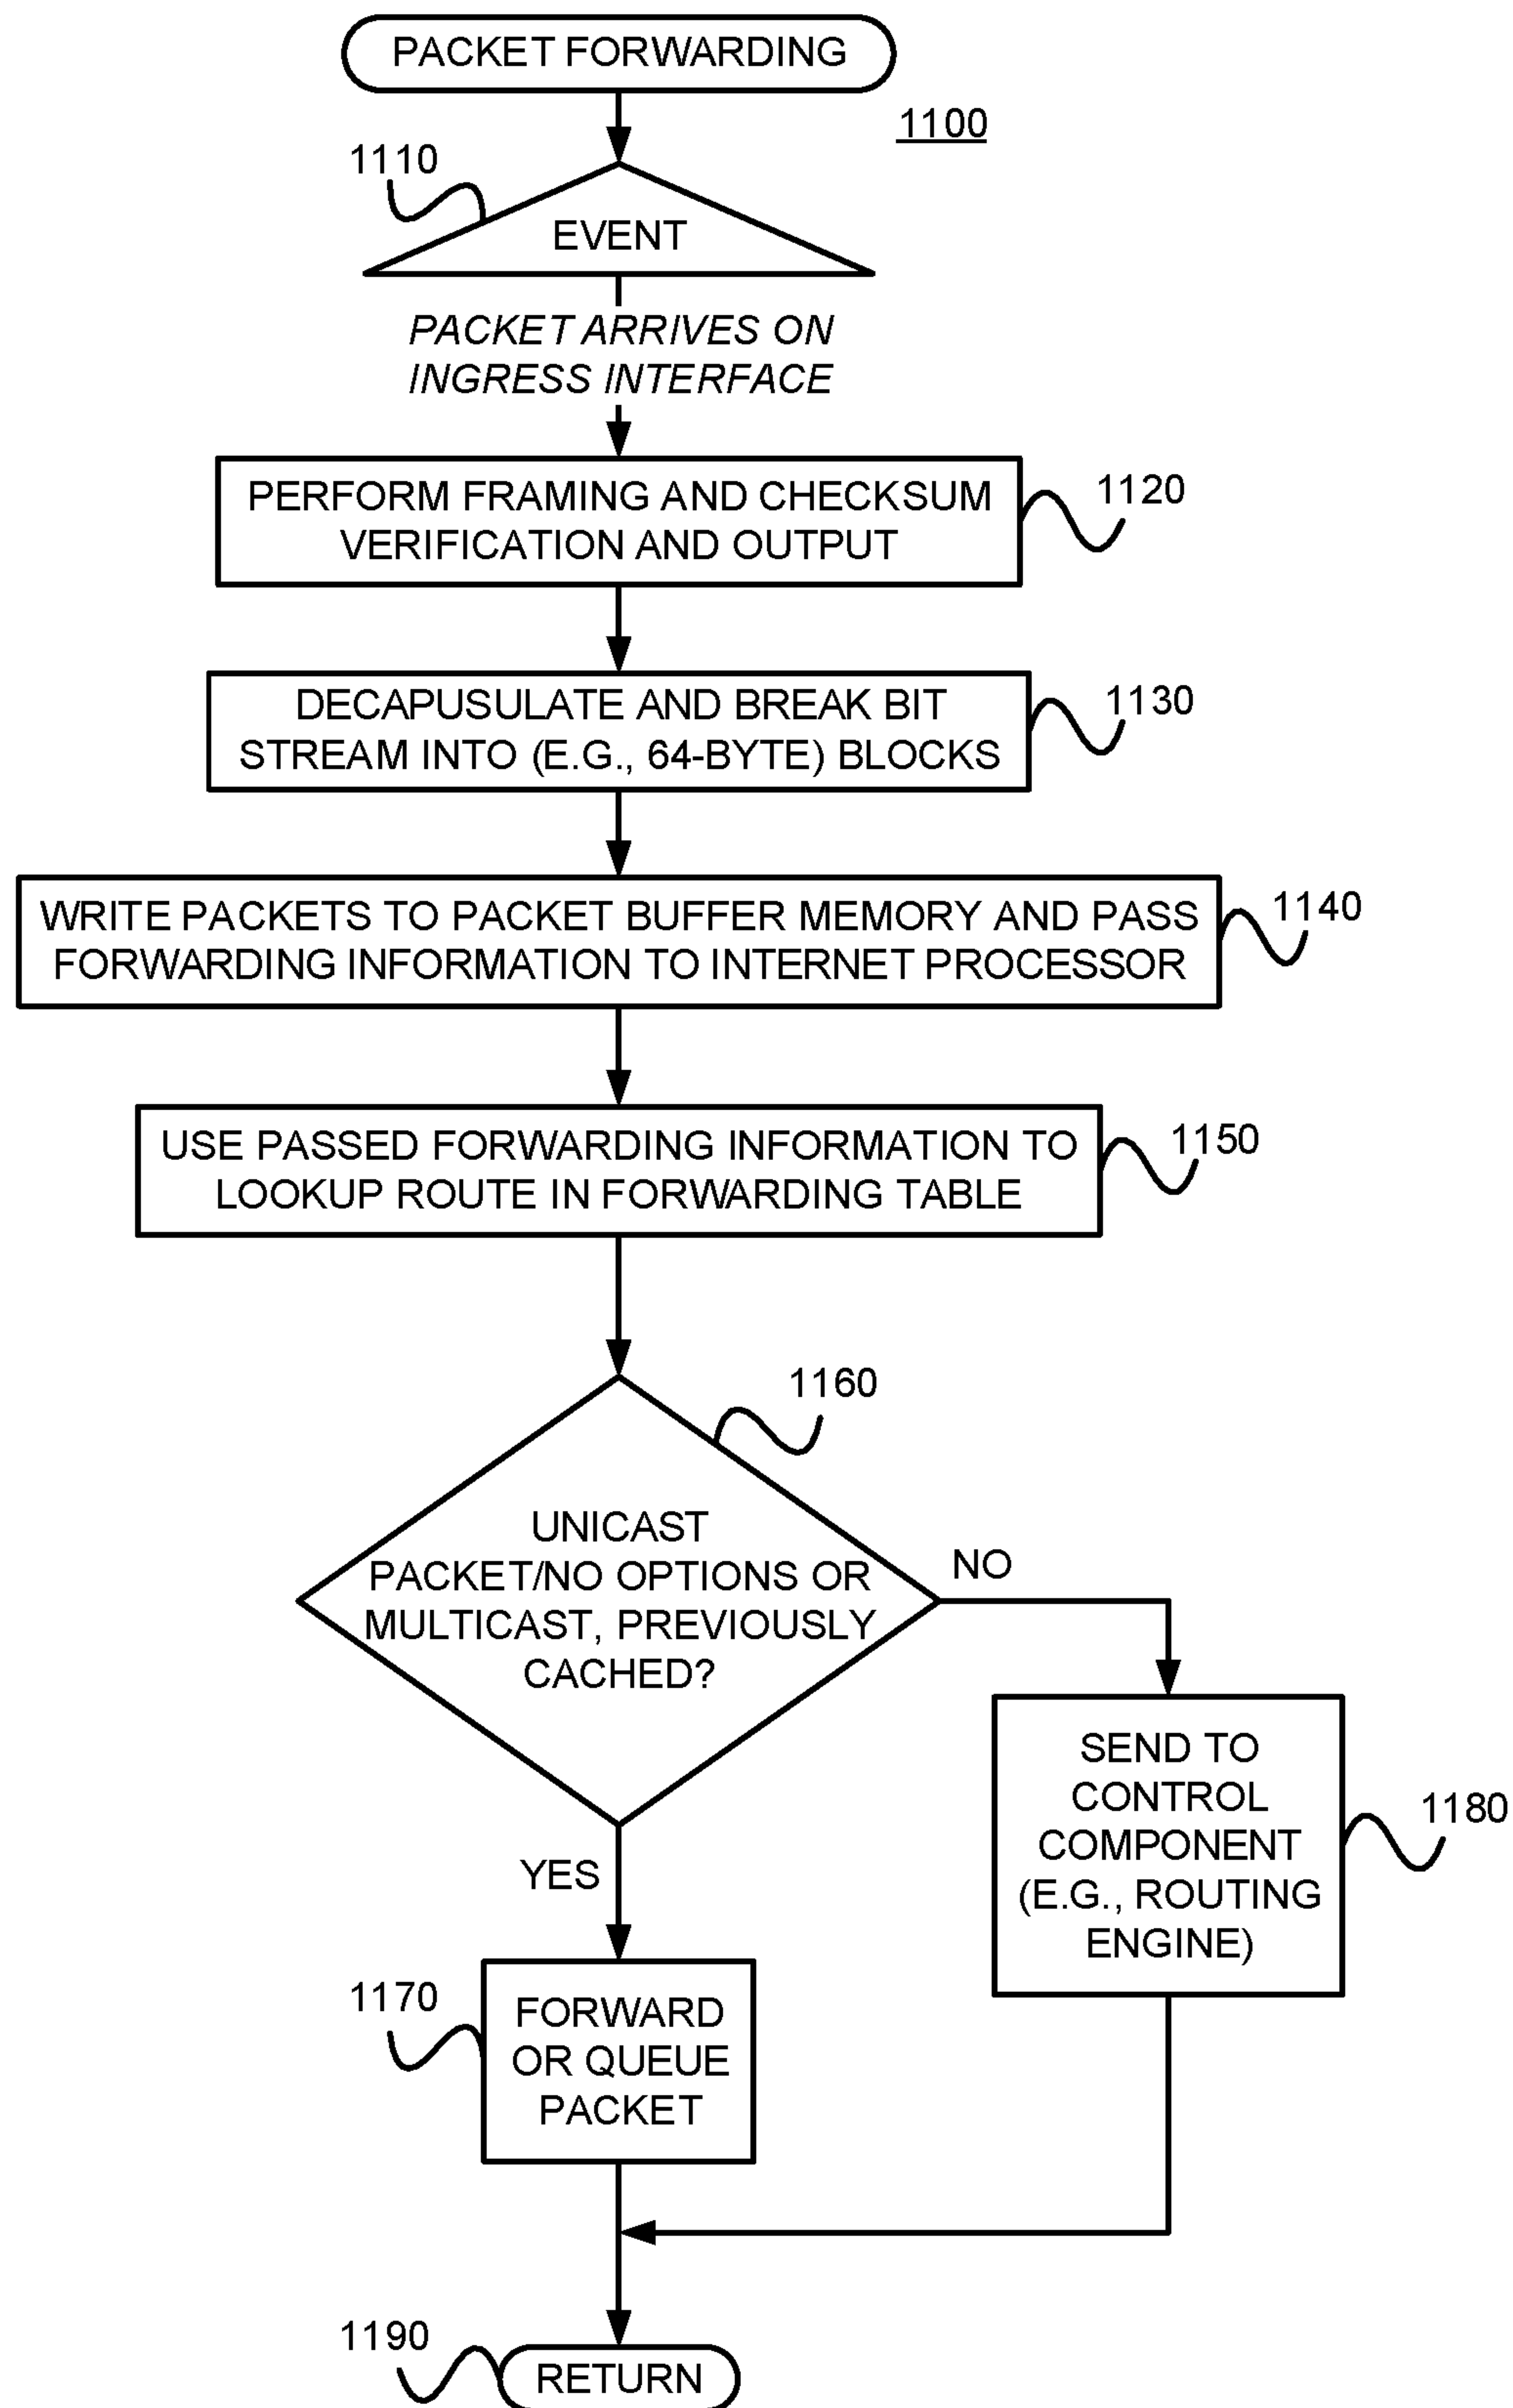 PACKET FORWARDING
1100
1110
EVENT
PACKET ARRIVES ON
INGRESS INTERFACE
PERFORM FRAMING AND CHECKSUM
VERIFICATION AND OUTPUT
1120
DECAPUSULATE AND BREAK BIT
STREAM INTO (E.G., 64-BYTE) BLOCKS
1130
WRITE PACKETS TO PACKET BUFFER MEMORY AND PASS
FORWARDING INFORMATION TO INTERNET PROCESSOR
1140
USE PASSED FORWARDING INFORMATION TO
LOOKUP ROUTE IN FORWARDING TABLE
1150
1160
UNICAST
PACKET/NO OPTIONS OR
MULTICAST, PREVIOUSLY
CACHED?
NO
YES
SEND TO
CONTROL
COMPONENT
(E.G., ROUTING
ENGINE)
1180
1170
FORWARD
OR QUEUE
PACKET
1190
RETURN